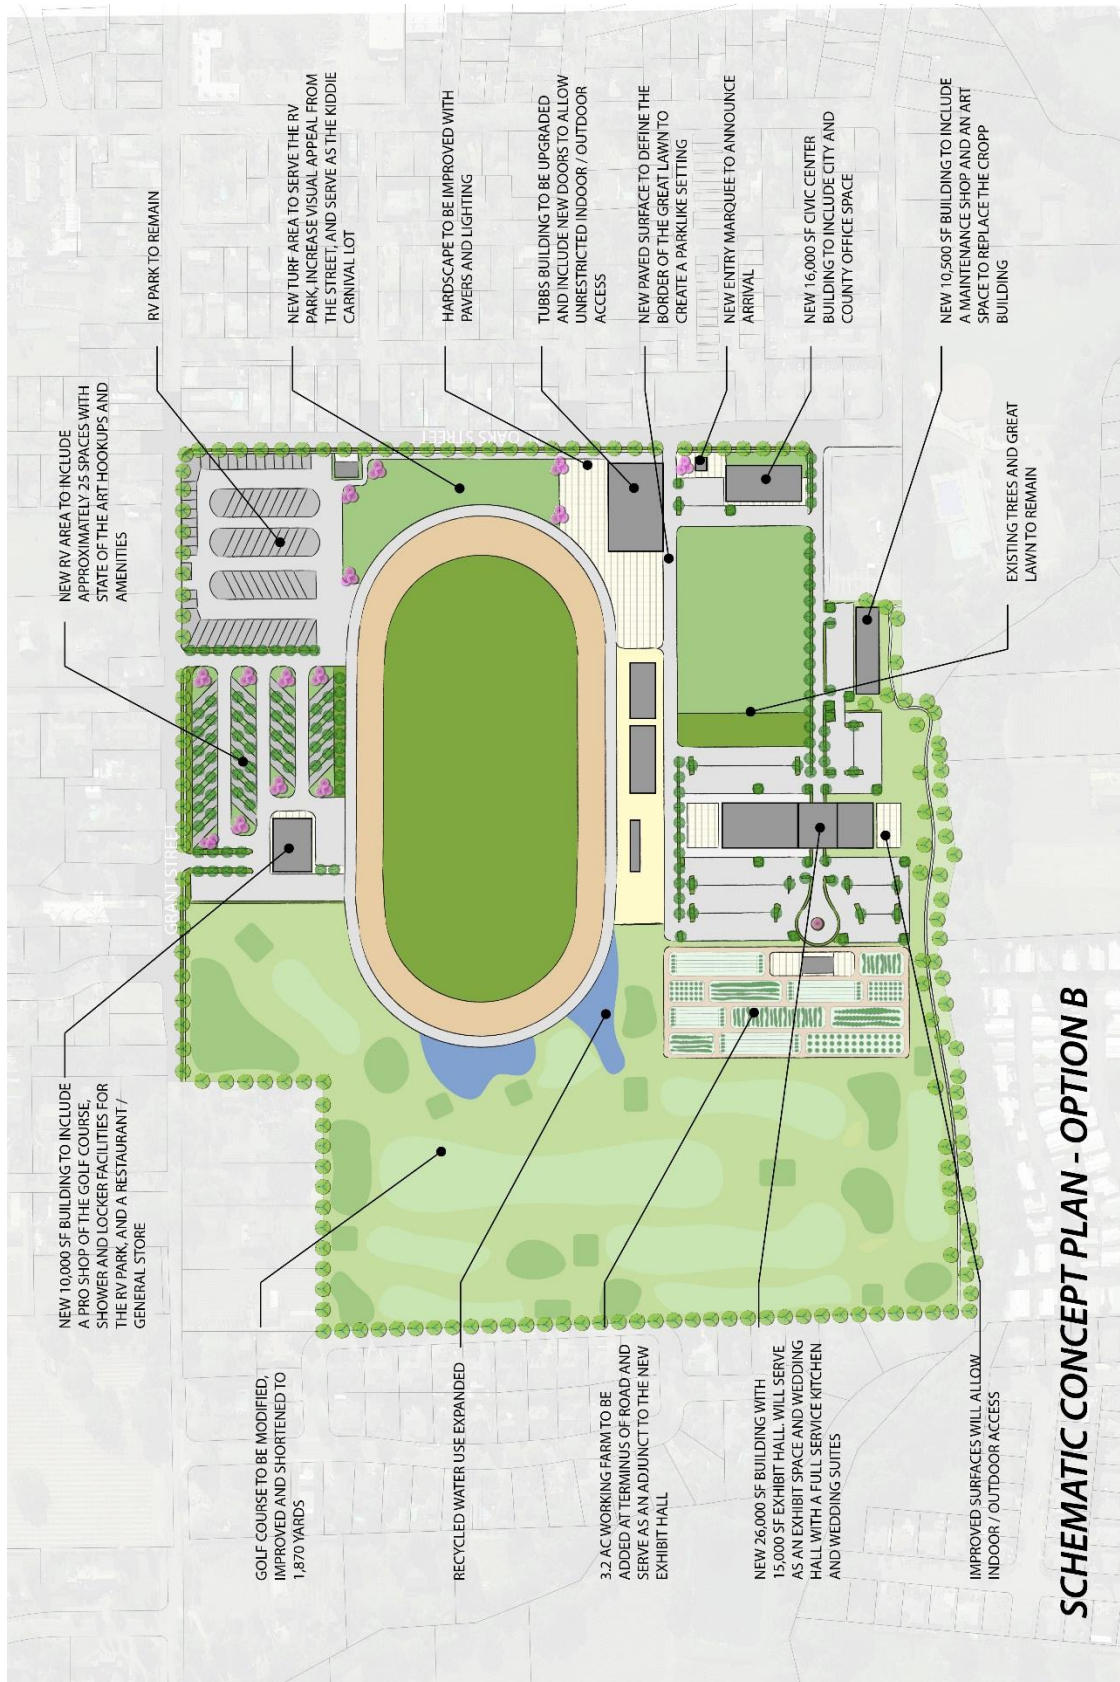 NEW 10,000 SF BUILDING TO INCLUDE
A PRO SHOP OF THE GOLF COURSE,
SHOWER AND LOCKER FACILITIES FOR
THE RV PARK, AND A RESTAURANT /
GENERAL STORE
NEW RV AREA TO INCLUDE
APPROXIMATELY 25 SPACES WITH
STATE OF THE ART HOOKUPS AND
AMENITIES
RV PARK TO REMAIN
NEW TURF AREA TO SERVE THE RV
PARK, INCREASE VISUAL APPEAL FROM
THE STREET, AND SERVE AS THE KIDDIE
CARNIVAL LOT
HARDSCAPE TO BE IMPROVED WITH
PAVERS AND LIGHTING
TUBBS BUILDING TO BE UPGRADED
AND INCLUDE NEW DOORS TO ALLOW
UNRESTRICTED INDOOR / OUTDOOR
ACCESS
NEW PAVED SURFACE TO DEFINE THE
BORDER OF THE GREAT LAWN TO
CREATE A PARKLIKE SETTING
NEW ENTRY MARQUEE TO ANNOUNCE
ARRIVAL
NEW 16,000 SF CIVIC CENTER
BUILDING TO INCLUDE CITY AND
COUNTY OFFICE SPACE
NEW 10,500 SF BUILDING TO INCLUDE
A MAINTENANCE SHOP AND AN ART
SPACE TO REPLACE THE CROPP
BUILDING
EXISTING TREES AND GREAT
LAWN TO REMAIN
GRANT STREET
OAKS STREET
GOLF COURSE TO BE MODIFIED,
IMPROVED AND SHORTENED TO
1,870 YARDS
RECYCLED WATER USE EXPANDED
3.2 AC WORKING FARM TO BE
ADDED AT TERMINUS OF ROAD AND
SERVE AS AN ADJUNCT TO THE NEW
EXHIBIT HALL
NEW 26,000 SF BUILDING WITH
15,000 SF EXHIBIT HALL. WILL SERVE
AS AN EXHIBIT SPACE AND WEDDING
HALL WITH A FULL SERVICE KITCHEN
AND WEDDING SUITES
IMPROVED SURFACES WILL ALLOW
INDOOR / OUTDOOR ACCESS
SCHEMATIC CONCEPT PLAN - OPTION B